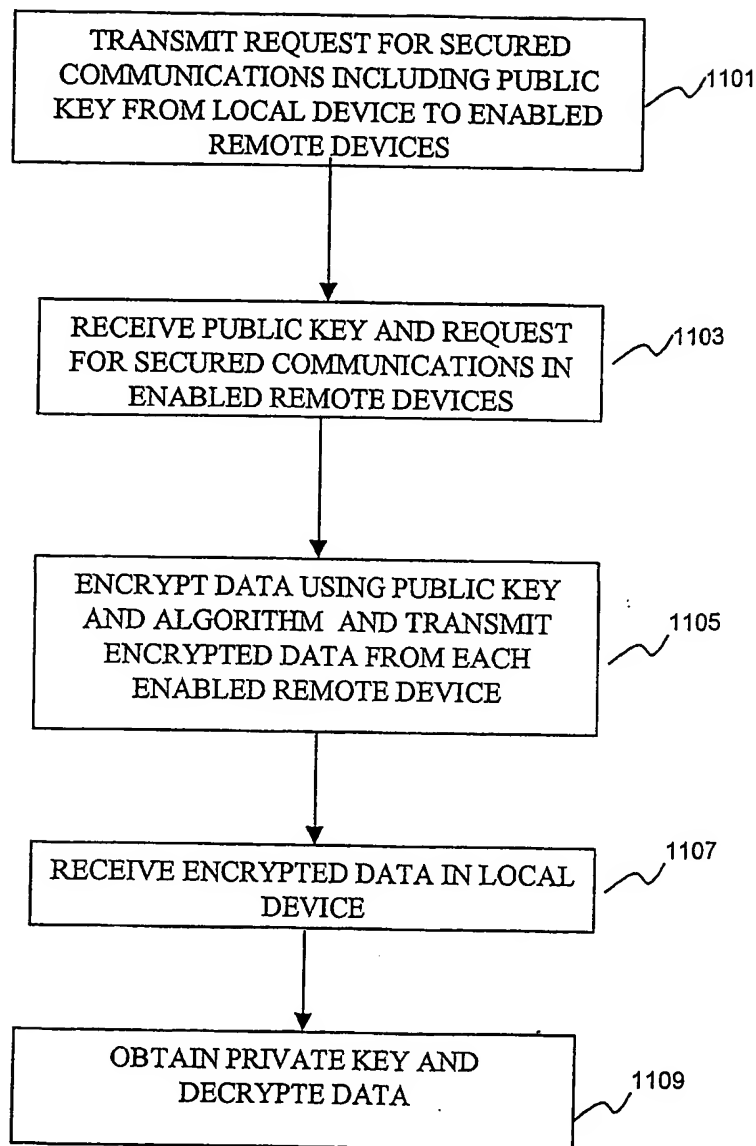 TRANSMIT REQUEST FOR SECURED
COMMUNICATIONS INCLUDING PUBLIC
KEY FROM LOCAL DEVICE TO ENABLED
REMOTE DEVICES
1101
RECEIVE PUBLIC KEY AND REQUEST
FOR SECURED COMMUNICATIONS IN
ENABLED REMOTE DEVICES
1103
ENCRYPT DATA USING PUBLIC KEY
AND ALGORITHM AND TRANSMIT
ENCRYPTED DATA FROM EACH
ENABLED REMOTE DEVICE
1105
RECEIVE ENCRYPTED DATA IN LOCAL
DEVICE
1107
OBTAIN PRIVATE KEY AND
DECRYPTE DATA
1109